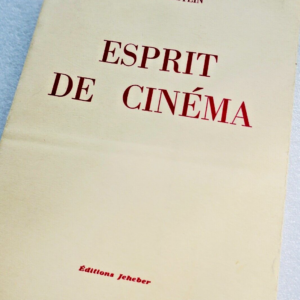 ESPRIT
DE CINÉMA
Éditions Jeheber